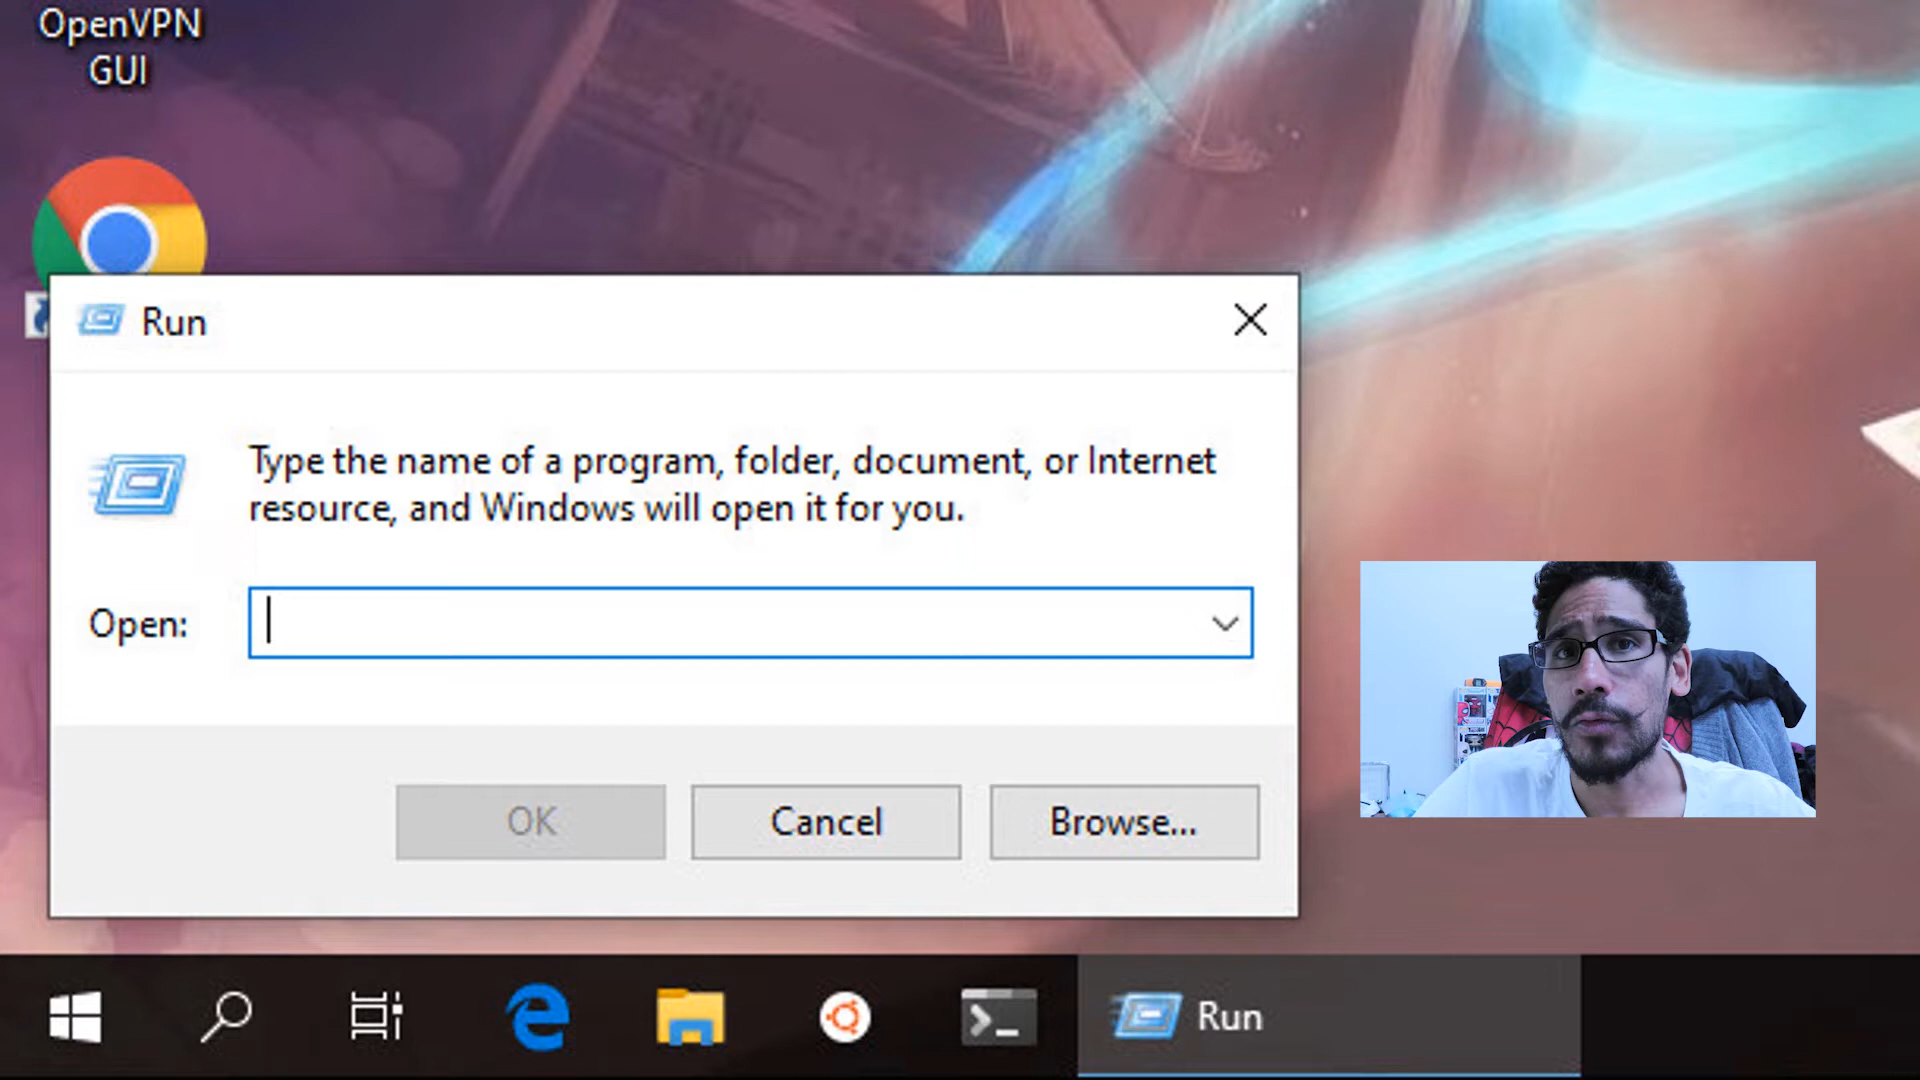 OpenVPN
GUI
Run
Type the name of a program, folder, document, or Internet
resource, and Windows will open it for you.
Open:
OK
Cancel
Browse...
Run